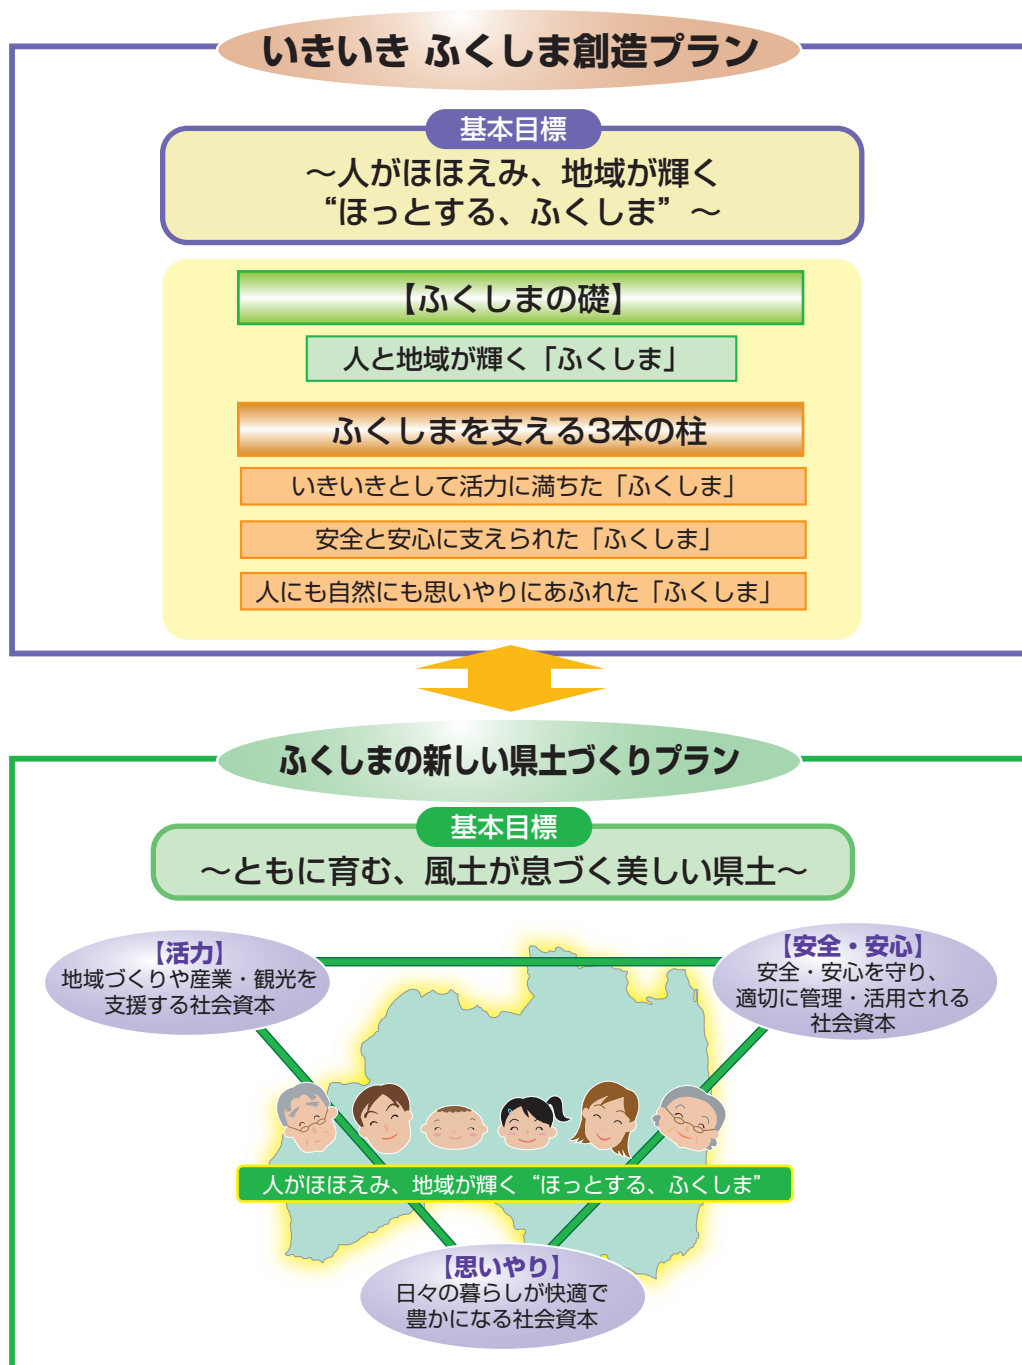 いきいき ふくしま創造プラン
基本目標
～人がほほえみ、地域が輝く
“ほっとする、ふくしま” ～
【ふくしまの礎】
人と地域が輝く「ふくしま」
ふくしまを支える3本の柱
いきいきとして活力に満ちた「ふくしま」
安全と安心に支えられた「ふくしま」
人にも自然にも思いやりにあふれた「ふくしま」
ふくしまの新しい県土づくりプラン
基本目標
～ともに育む、風土が息づく美しい県土～
【活力】
地域づくりや産業・観光を
支援する社会資本
【安全・安心】
安全・安心を守り、
適切に管理・活用される
社会資本
人がほほえみ、地域が輝く“ほっとする、ふくしま”
【思いやり】
日々の暮らしが快適で
豊かになる社会資本